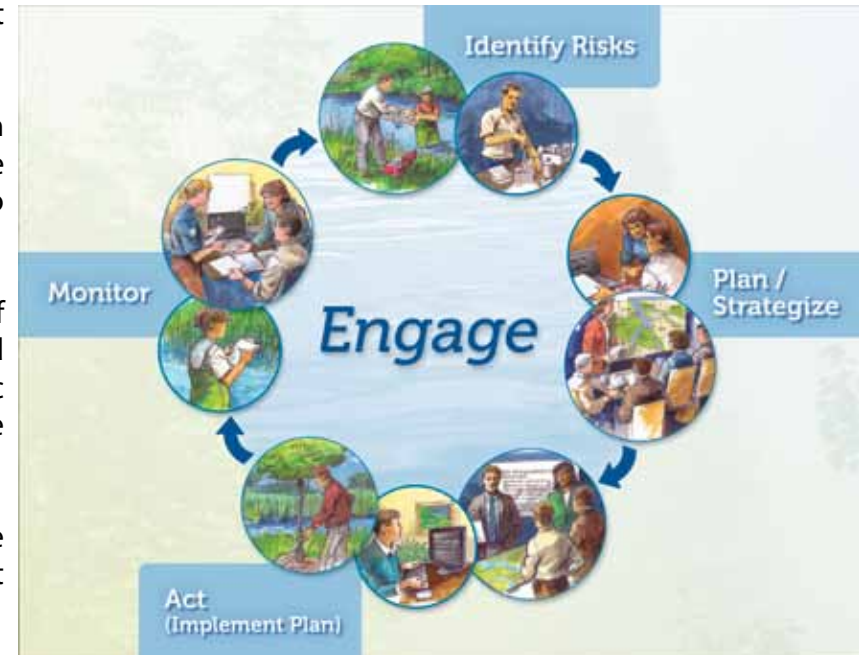 Identify Risks
Plan /
Strategize
Engage
Monitor
Act
(Implement Plan)